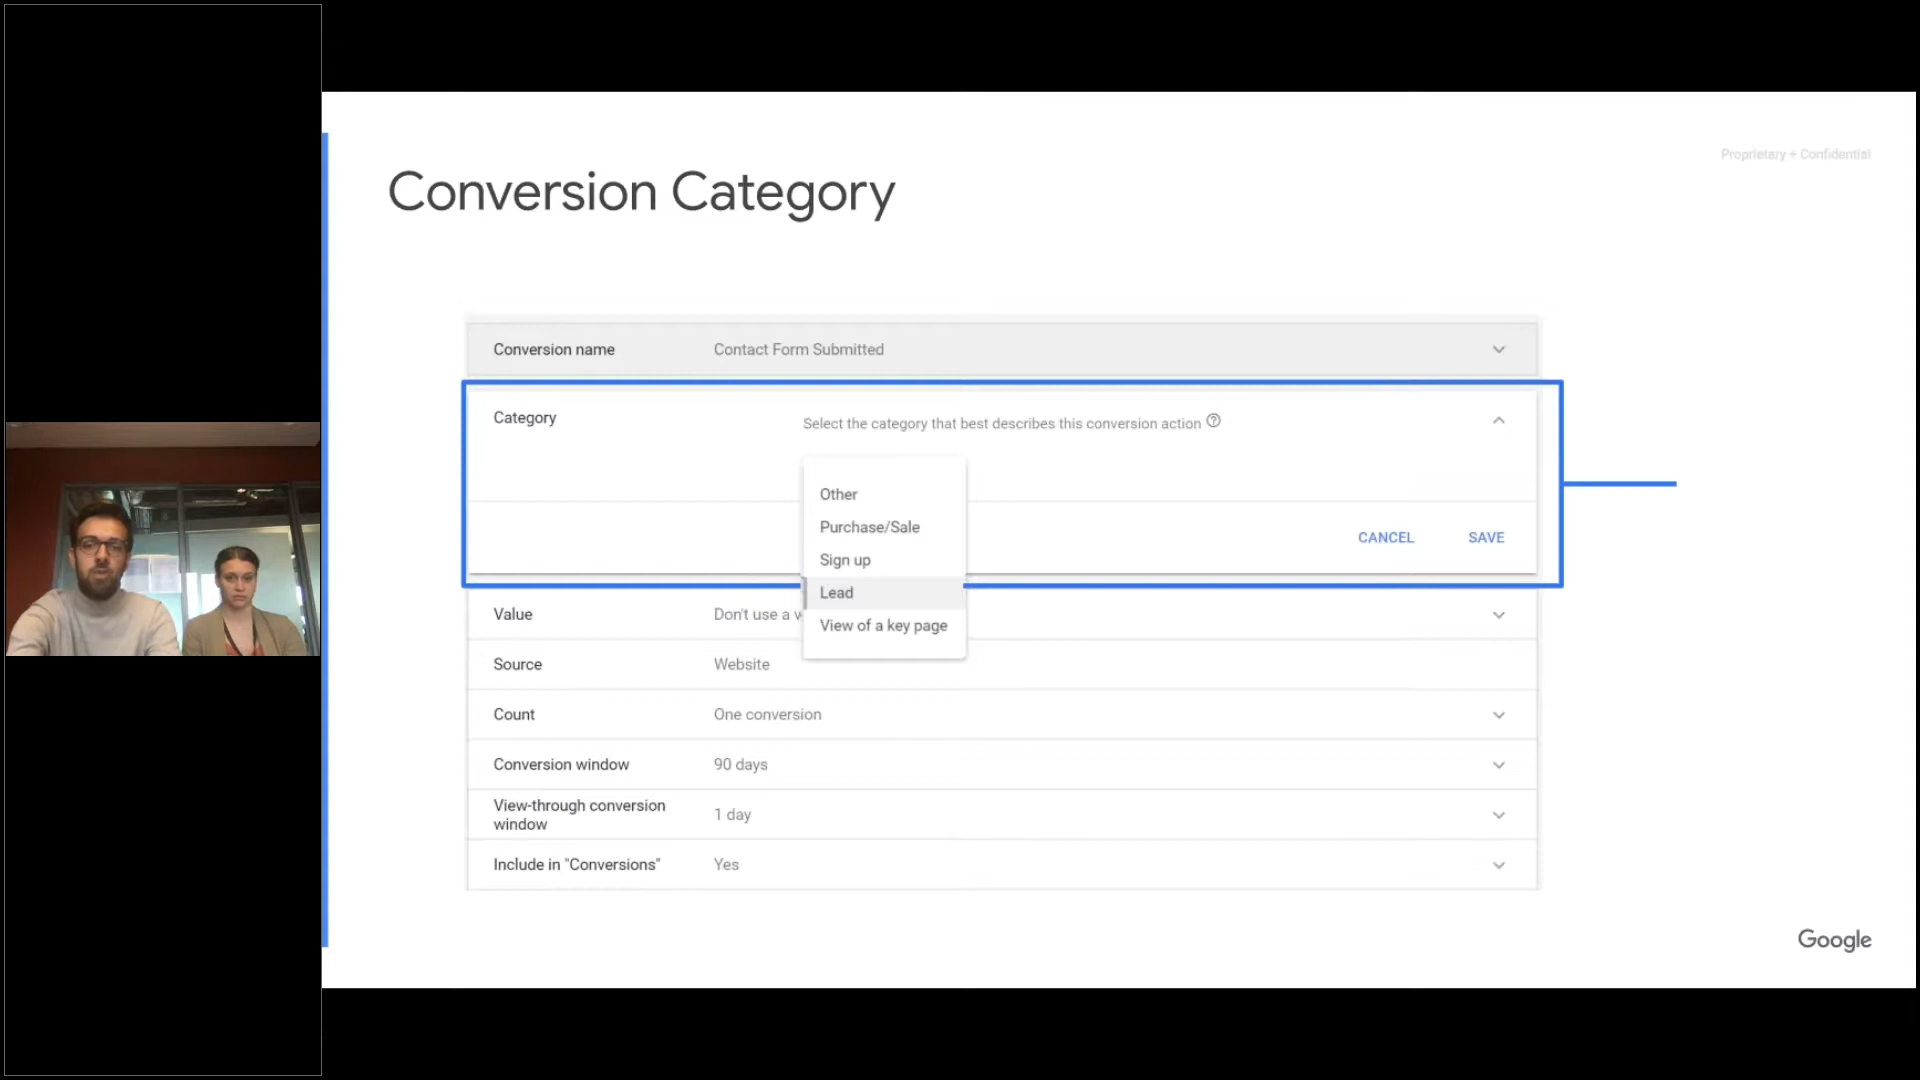 Proprietary + Confidential
Conversion Category
Conversion name Contact Form Submitted
Category Select the category that best describes this conversion action
Other
Purchase/Sale
Sign up
Lead
View of a key page
CANCEL SAVE
Value Don't use a v
Source Website
Count One conversion
Conversion window 90 days
View-through conversion
window 1 day
Include in "Conversions" Yes
Google